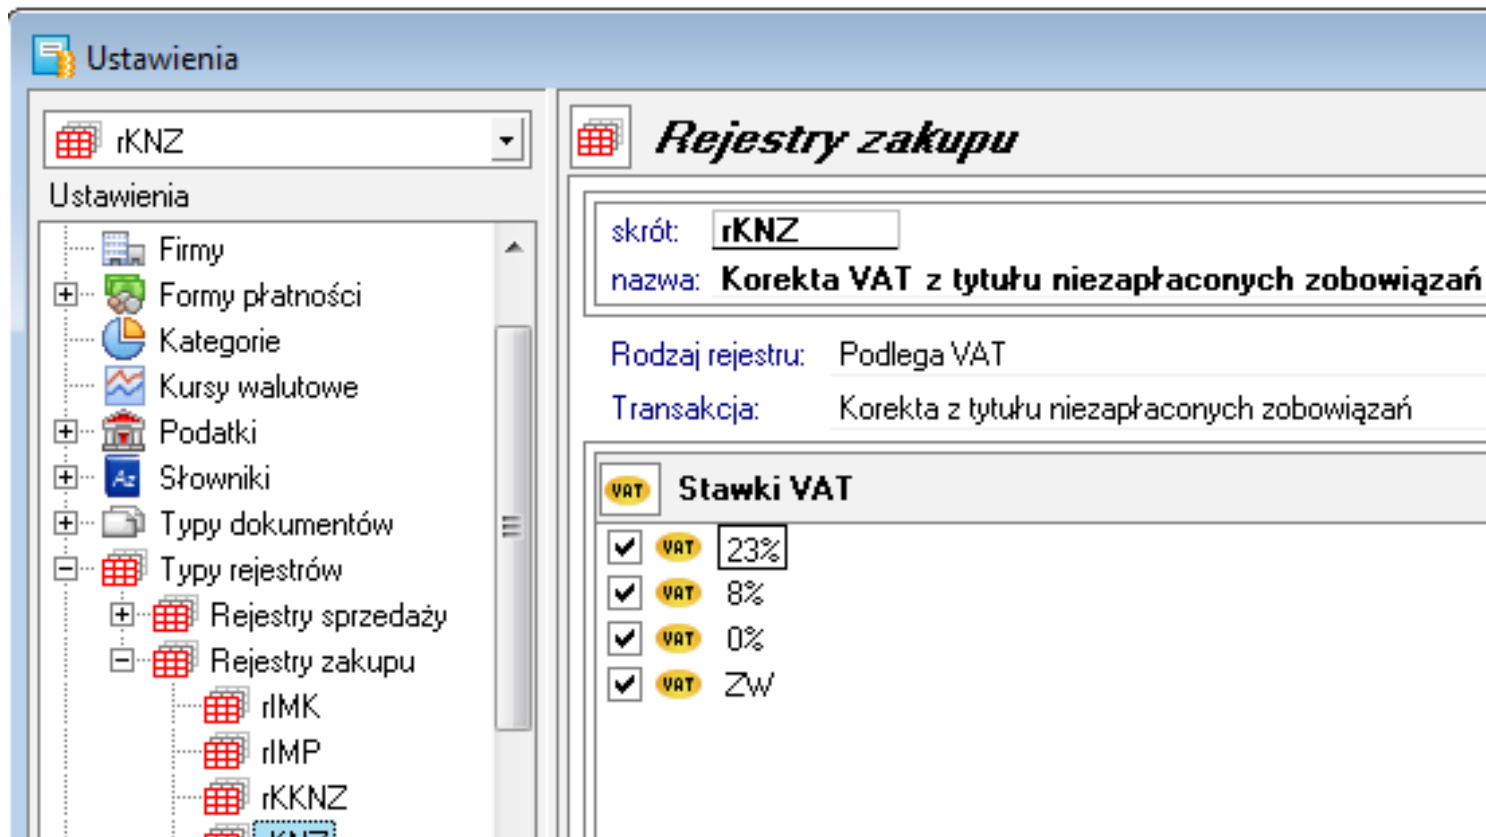 Ustawienia
rKNZ
Ustawienia
Firmy
Formy płatności
Kategorie
Kursy walutowe
Podatki
Az Słowniki
Typy dokumentów
Typy rejestrów
Rejestry sprzedaży
Rejestry zakupu
rIMK
rIMP
rKKNZ
rKNZ
Rejestry zakupu
skrót: rKNZ
nazwa: Korekta VAT z tytułu niezapłaconych zobowiązań
Rodzaj rejestru: Podlega VAT
Transakcja: Korekta z tytułu niezapłaconych zobowiązań
VAT Stawki VAT
VAT 23%
VAT 8%
VAT 0%
VAT ZW